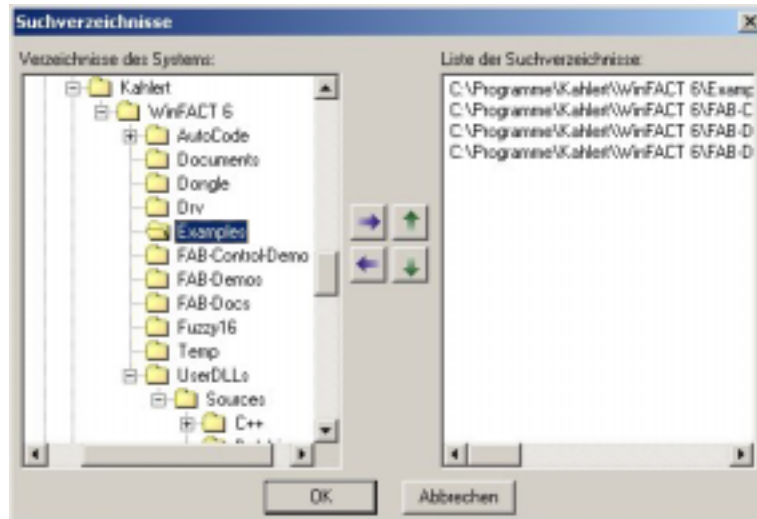 Suchverzeichnisse
Verzeichnisse des Systems:
Kahlert
WinFACT 6
AutoCode
Documents
Dongle
Drv
Examples
FAB-Control-Demo
FAB-Demos
FAB-Docs
Fuzzy16
Temp
UserDLLs
Sources
C++
Liste der Suchverzeichnisse:
C:\Programme\Kahlert\WinFACT 6\Examp
C:\Programme\Kahlert\WinFACT 6\FAB-C
C:\Programme\Kahlert\WinFACT 6\FAB-D
C:\Programme\Kahlert\WinFACT 6\FAB-D
OK
Abbrechen